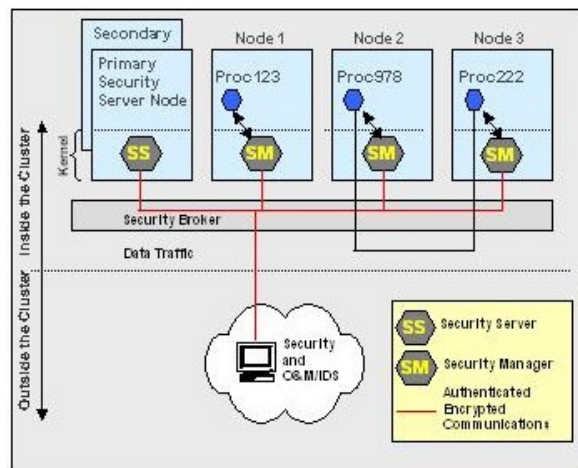 Secondary
Primary
Security
Server Node
Node 1
Node 2
Node 3
Proc123
Proc978
Proc222
Kernel
SS
SM
SM
SM
Inside the Cluster
Security Broker
Data Traffic
Outside the Cluster
Security
and
O&M/IDS
SS Security Server
SM Security Manager
Authenticated
Encrypted
Communications